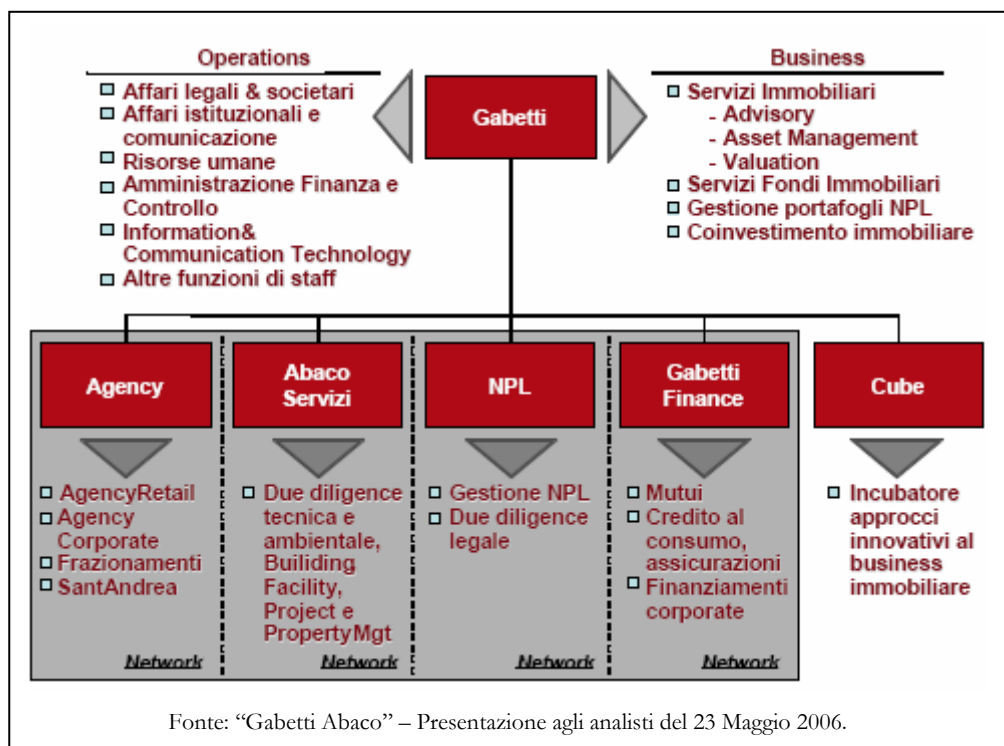 Operations
Affari legali & societari
Affari istituzionali e
comunicazione
Risorse umane
Amministrazione Finanza e
Controllo
Information&
Communication Technology
Altre funzioni di staff
Gabetti
Business
Servizi Immobiliari
- Advisory
- Asset Management
- Valuation
Servizi Fondi Immobiliari
Gestione portafogli NPL
Coinvestimento immobiliare
Agency
AgencyRetail
Agency
Corporate
Frazionamenti
SantAndrea
Network
Abaco
Servizi
Due diligence
tecnica e
ambientale,
Builiding
Facility,
Project e
PropertyMgt
Network
NPL
Gestione NPL
Due diligence
legale
Network
Gabetti
Finance
Mutui
Credito al
consumo,
assicurazioni
Finanziamenti
corporate
Network
Cube
Incubatore
approcci
innovativi al
business
immobiliare
Fonte: “Gabetti Abaco” – Presentazione agli analisti del 23 Maggio 2006.